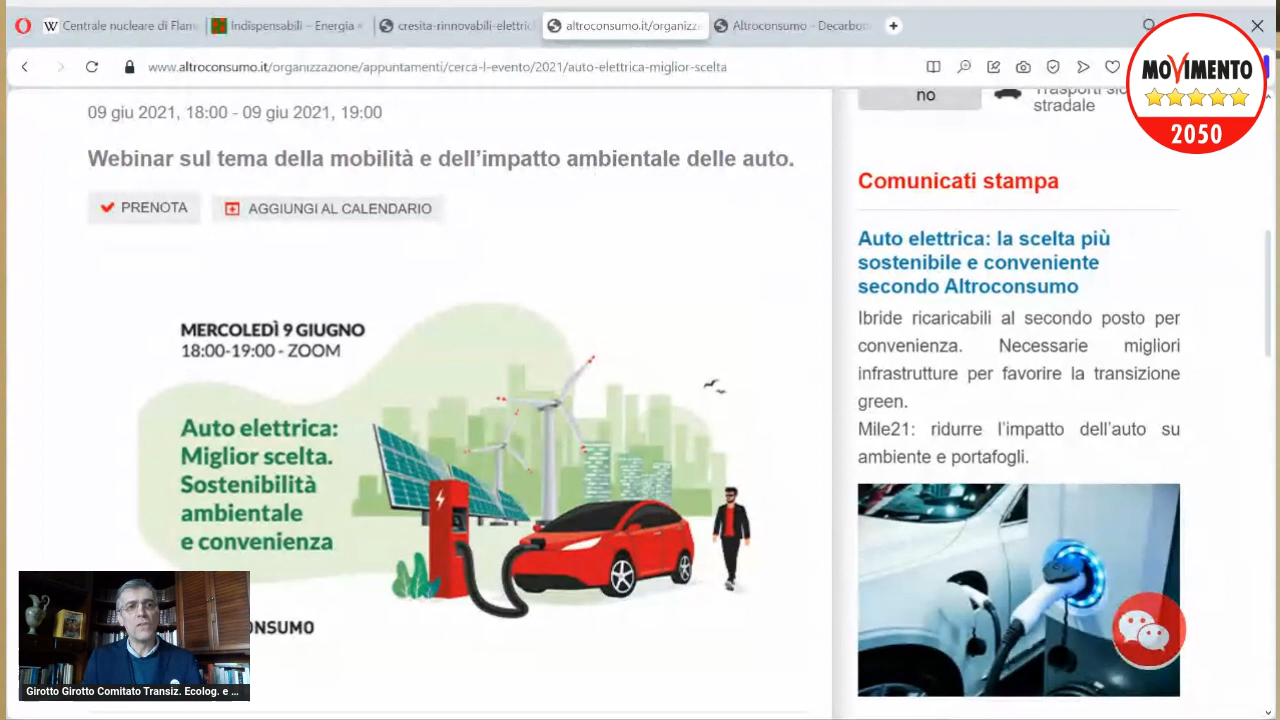 Centrale nucleare di Flam
Indispensabili – Energia
cresita-rinnovabili-elettric
altroconsumo.it/organizz
Altroconsumo - Decarbon
www.altroconsumo.it/organizzazione/appuntamenti/cerca-l-evento/2021/auto-elettrica-miglior-scelta
MOVIMENTO
2050
09 giu 2021, 18:00 - 09 giu 2021, 19:00
Webinar sul tema della mobilità e dell'impatto ambientale delle auto.
PRENOTA
AGGIUNGI AL CALENDARIO
MERCOLEDÌ 9 GIUGNO
18:00-19:00 - ZOOM
Auto elettrica:
Miglior scelta.
Sostenibilità
ambientale
e convenienza
ONSUMO
Girotto Girotto Comitato Transiz. Ecolog. e ...
no
Trasporti
stradale
Comunicati stampa
Auto elettrica: la scelta più
sostenibile e conveniente
secondo Altroconsumo
Ibride ricaricabili al secondo posto per
convenienza. Necessarie migliori
infrastrutture per favorire la transizione
green.
Mile21: ridurre l'impatto dell'auto su
ambiente e portafogli.